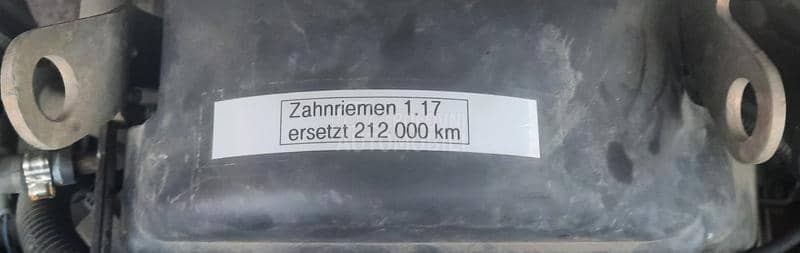 Zahnriemen 1.17
ersetzt 212 000 km